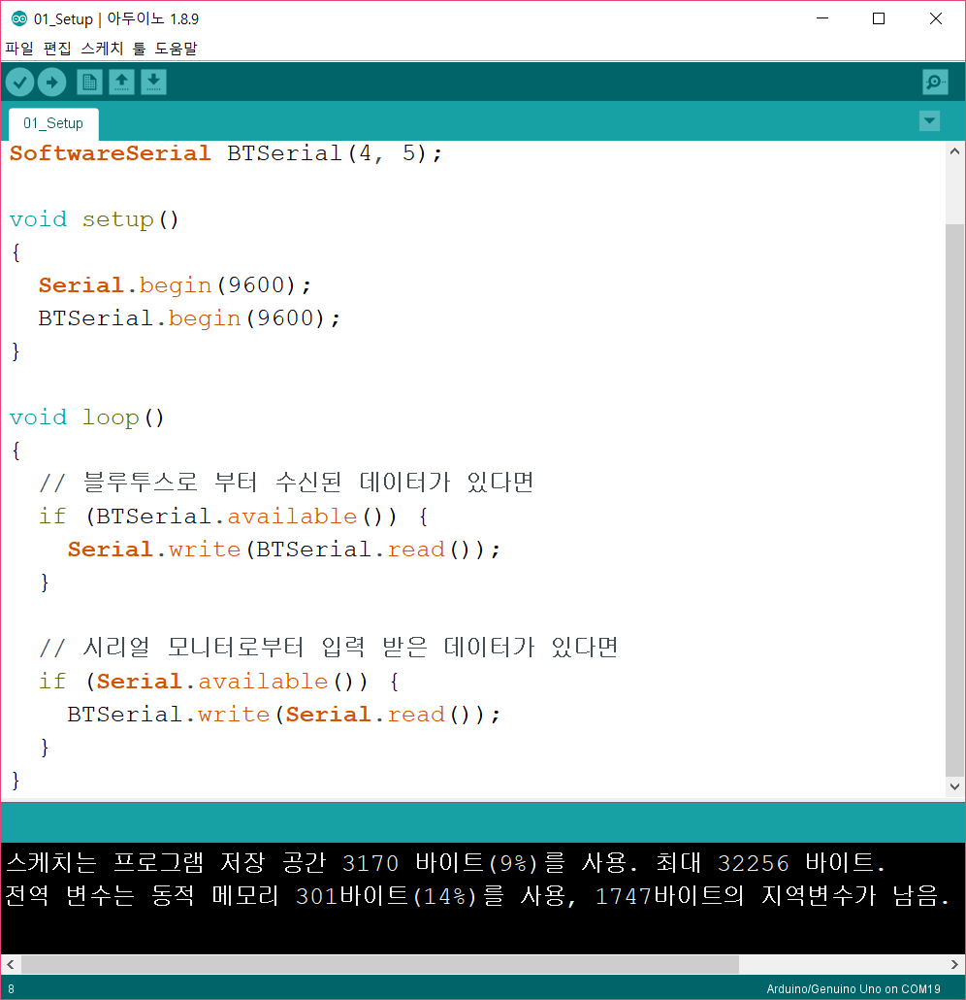 01_Setup | 아두이노 1.8.9
파일 편집 스케치 툴 도움말
01_Setup
SoftwareSerial BTSerial(4, 5);
void setup()
{
  Serial.begin(9600);
  BTSerial.begin(9600);
}
void loop()
{
  // 블루투스로 부터 수신된 데이터가 있다면
  if (BTSerial.available()) {
    Serial.write(BTSerial.read());
  }
  // 시리얼 모니터로부터 입력 받은 데이터가 있다면
  if (Serial.available()) {
    BTSerial.write(Serial.read());
  }
}
스케치는 프로그램 저장 공간 3170 바이트(9%)를 사용. 최대 32256 바이트.
전역 변수는 동적 메모리 301바이트(14%)를 사용, 1747바이트의 지역변수가 남음.
8 Arduino/Genuino Uno on COM19